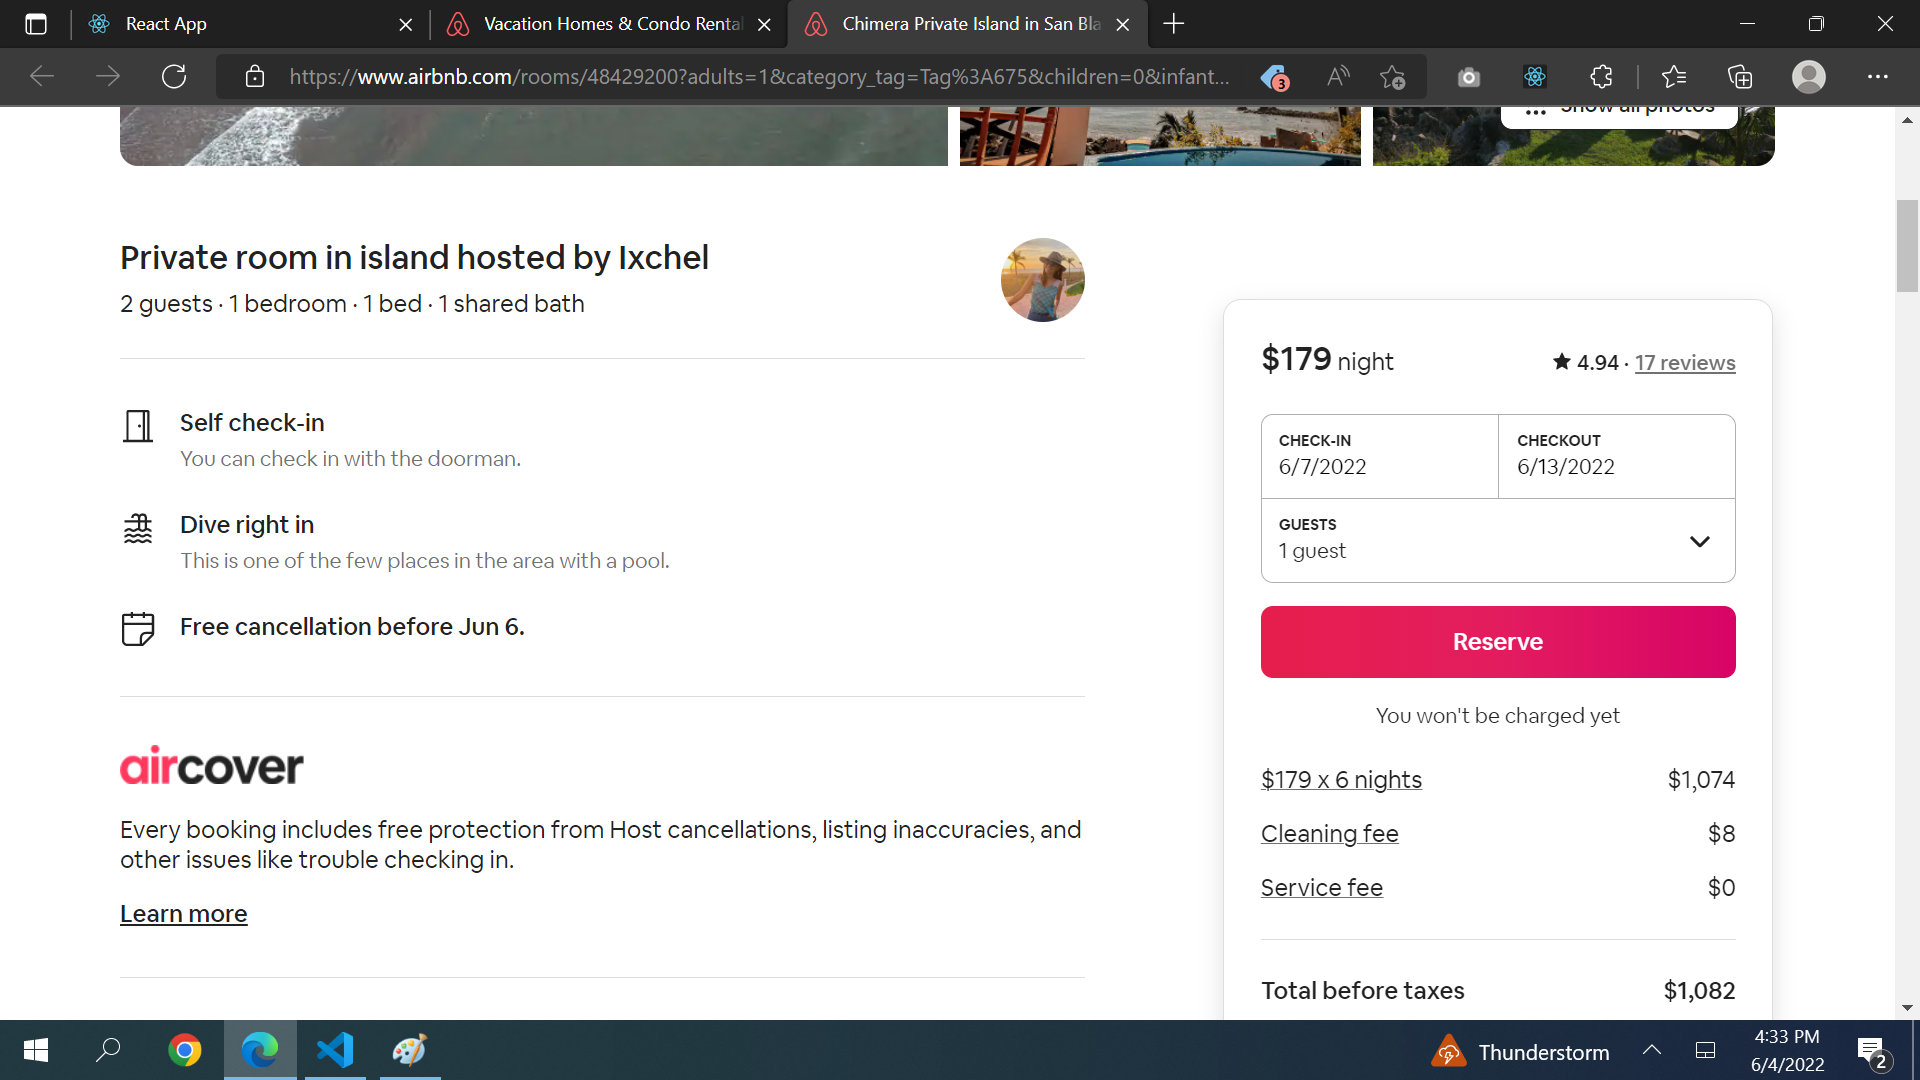 React App
Vacation Homes & Condo Rental
Chimera Private Island in San Bla
https://www.airbnb.com/rooms/48429200?adults=1&category_tag=Tag%3A675&children=0&infant...
3
Show all photos
Private room in island hosted by Ixchel
2 guests · 1 bedroom · 1 bed · 1 shared bath
$179 night
★ 4.94 · 17 reviews
CHECK-IN
6/7/2022
CHECKOUT
6/13/2022
GUESTS
1 guest
Reserve
You won't be charged yet
$179 x 6 nights $1,074
Cleaning fee $8
Service fee $0
Total before taxes $1,082
Self check-in
You can check in with the doorman.
Dive right in
This is one of the few places in the area with a pool.
Free cancellation before Jun 6.
aircover
Every booking includes free protection from Host cancellations, listing inaccuracies, and
other issues like trouble checking in.
Learn more
Thunderstorm
4:33 PM
6/4/2022
2